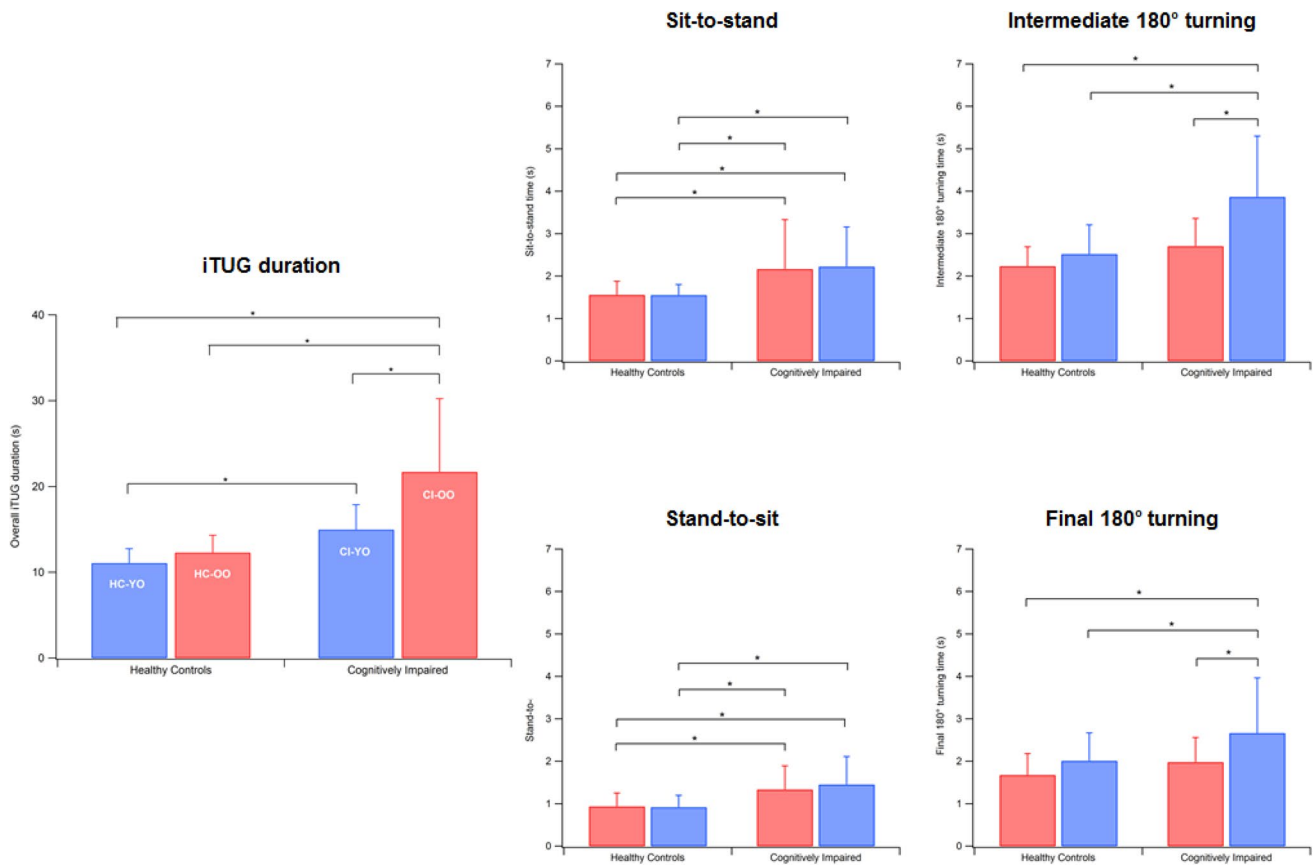 iTUG duration
Overall iTUG duration (s)
40
30
20
10
0
*
*
*
*
HC-YO
HC-OO
CI-YO
CI-OO
Healthy Controls
Cognitively Impaired
Sit-to-stand
Sit-to-stand time (s)
7
6
5
4
3
2
1
0
*
*
*
*
Healthy Controls
Cognitively Impaired
Intermediate 180° turning
Intermediate 180° turning time (s)
7
6
5
4
3
2
1
0
*
*
*
Healthy Controls
Cognitively Impaired
Stand-to-sit
Stand-to-
7
6
5
4
3
2
1
0
*
*
*
*
Healthy Controls
Cognitively Impaired
Final 180° turning
Final 180° turning time (s)
7
6
5
4
3
2
1
0
*
*
*
Healthy Controls
Cognitively Impaired